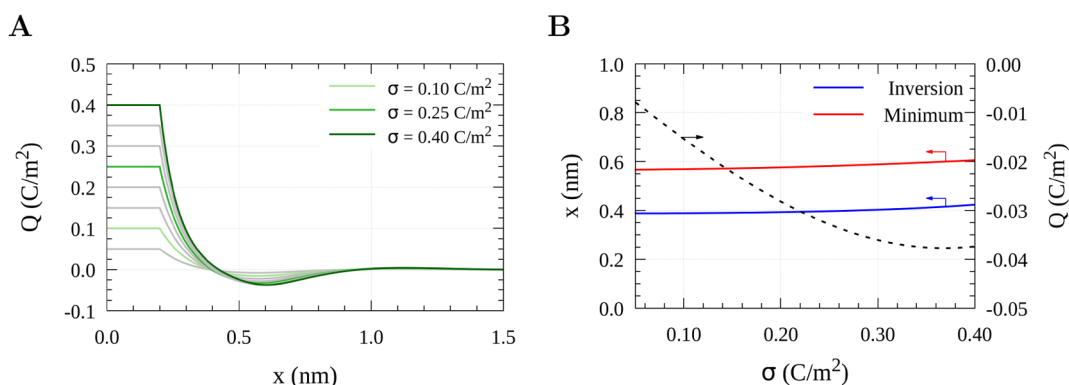 A
B
Q (C/m²)
0.5
0.4
0.3
0.2
0.1
0.0
-0.1
σ = 0.10 C/m²
σ = 0.25 C/m²
σ = 0.40 C/m²
0.0 0.5 1.0 1.5
x (nm)
x (nm)
1.0
0.8
0.6
0.4
0.2
0.0
Inversion
Minimum
0.00
-0.01
-0.02
-0.03
-0.04
-0.05
Q (C/m²)
0.10 0.20 0.30 0.40
σ (C/m²)